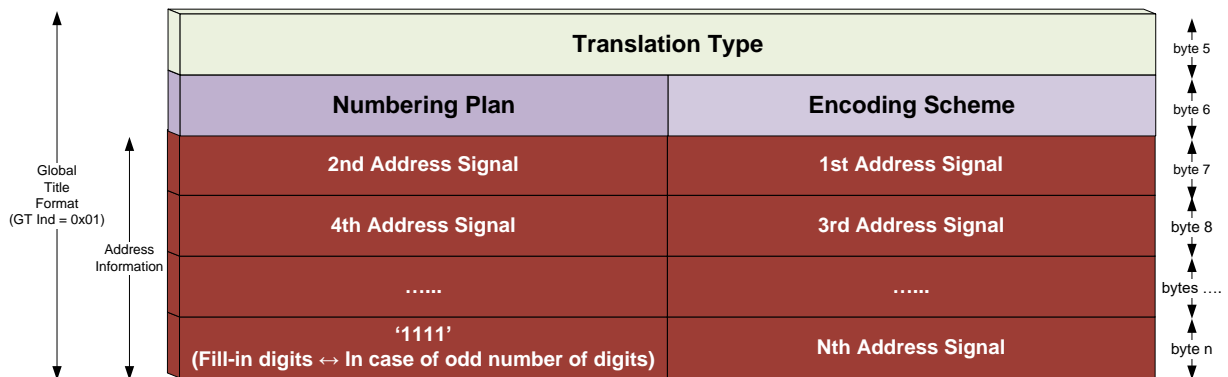 Translation Type
byte 5
Numbering Plan
Encoding Scheme
byte 6
Global
Title
Format
(GT Ind = 0x01)
Address
Information
2nd Address Signal
1st Address Signal
byte 7
4th Address Signal
3rd Address Signal
byte 8
…...
…...
bytes ….
‘1111’
(Fill-in digits ↔ In case of odd number of digits)
Nth Address Signal
byte n